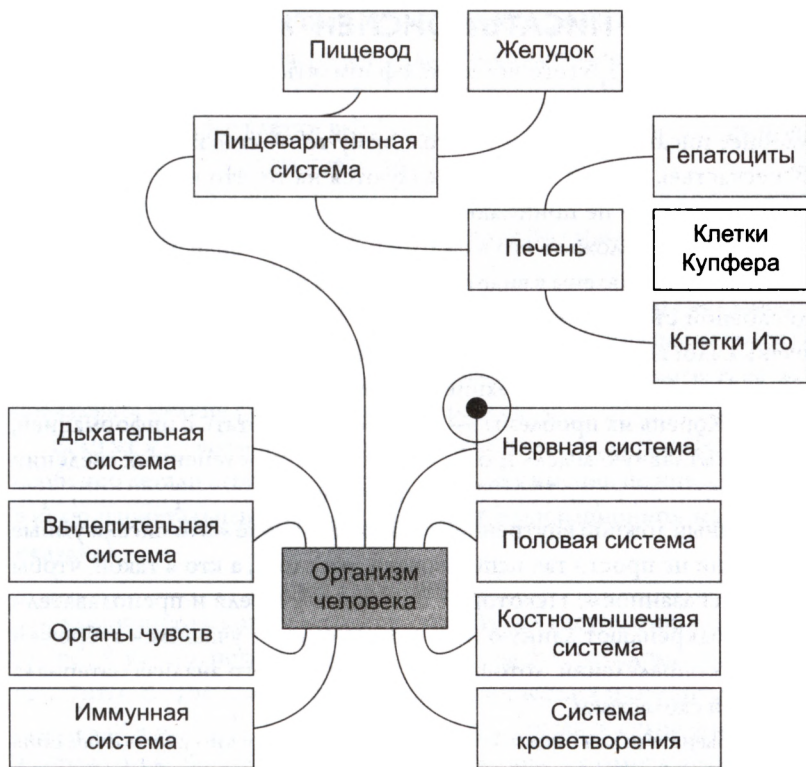 Пищевод
Желудок
Пищеварительная
система
Гепатоциты
Печень
Клетки
Купфера
Клетки Ито
Дыхательная
система
Нервная система
Выделительная
система
Половая система
Организм
человека
Органы чувств
Костно-мышечная
система
Иммунная
система
Система
кроветворения